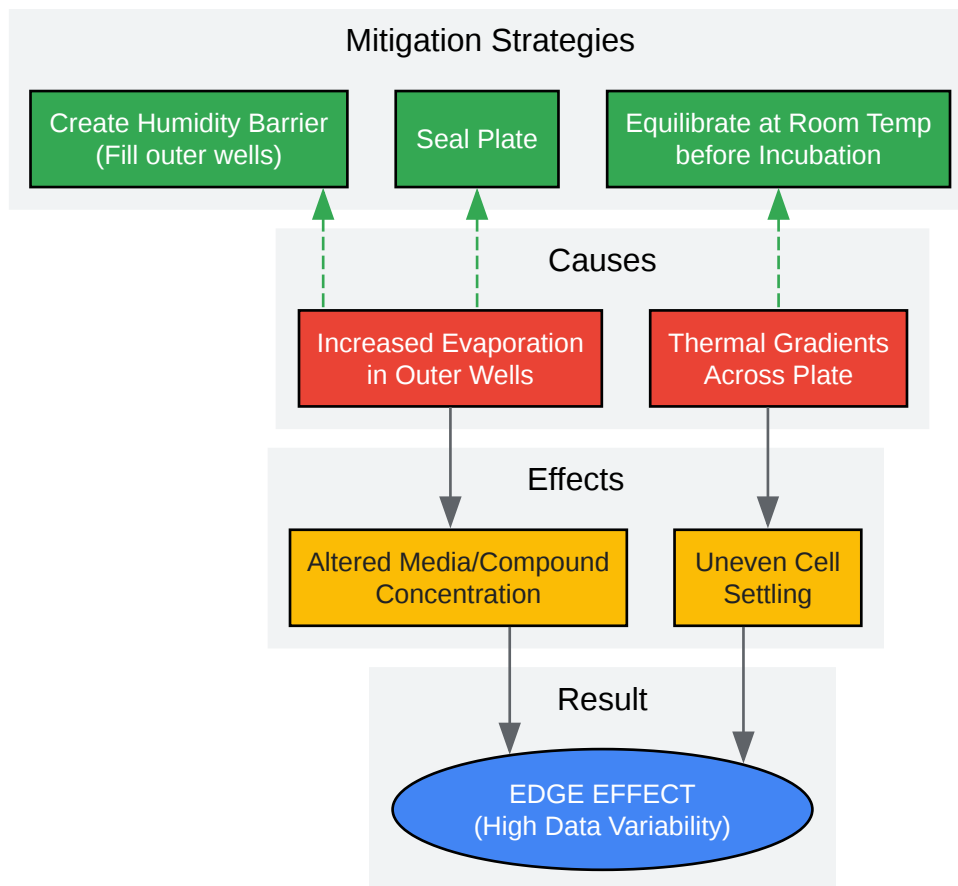 Mitigation Strategies
Create Humidity Barrier
(Fill outer wells)
Seal Plate
Equilibrate at Room Temp
before Incubation
Causes
Increased Evaporation
in Outer Wells
Thermal Gradients
Across Plate
Effects
Altered Media/Compound
Concentration
Uneven Cell
Settling
Result
EDGE EFFECT
(High Data Variability)